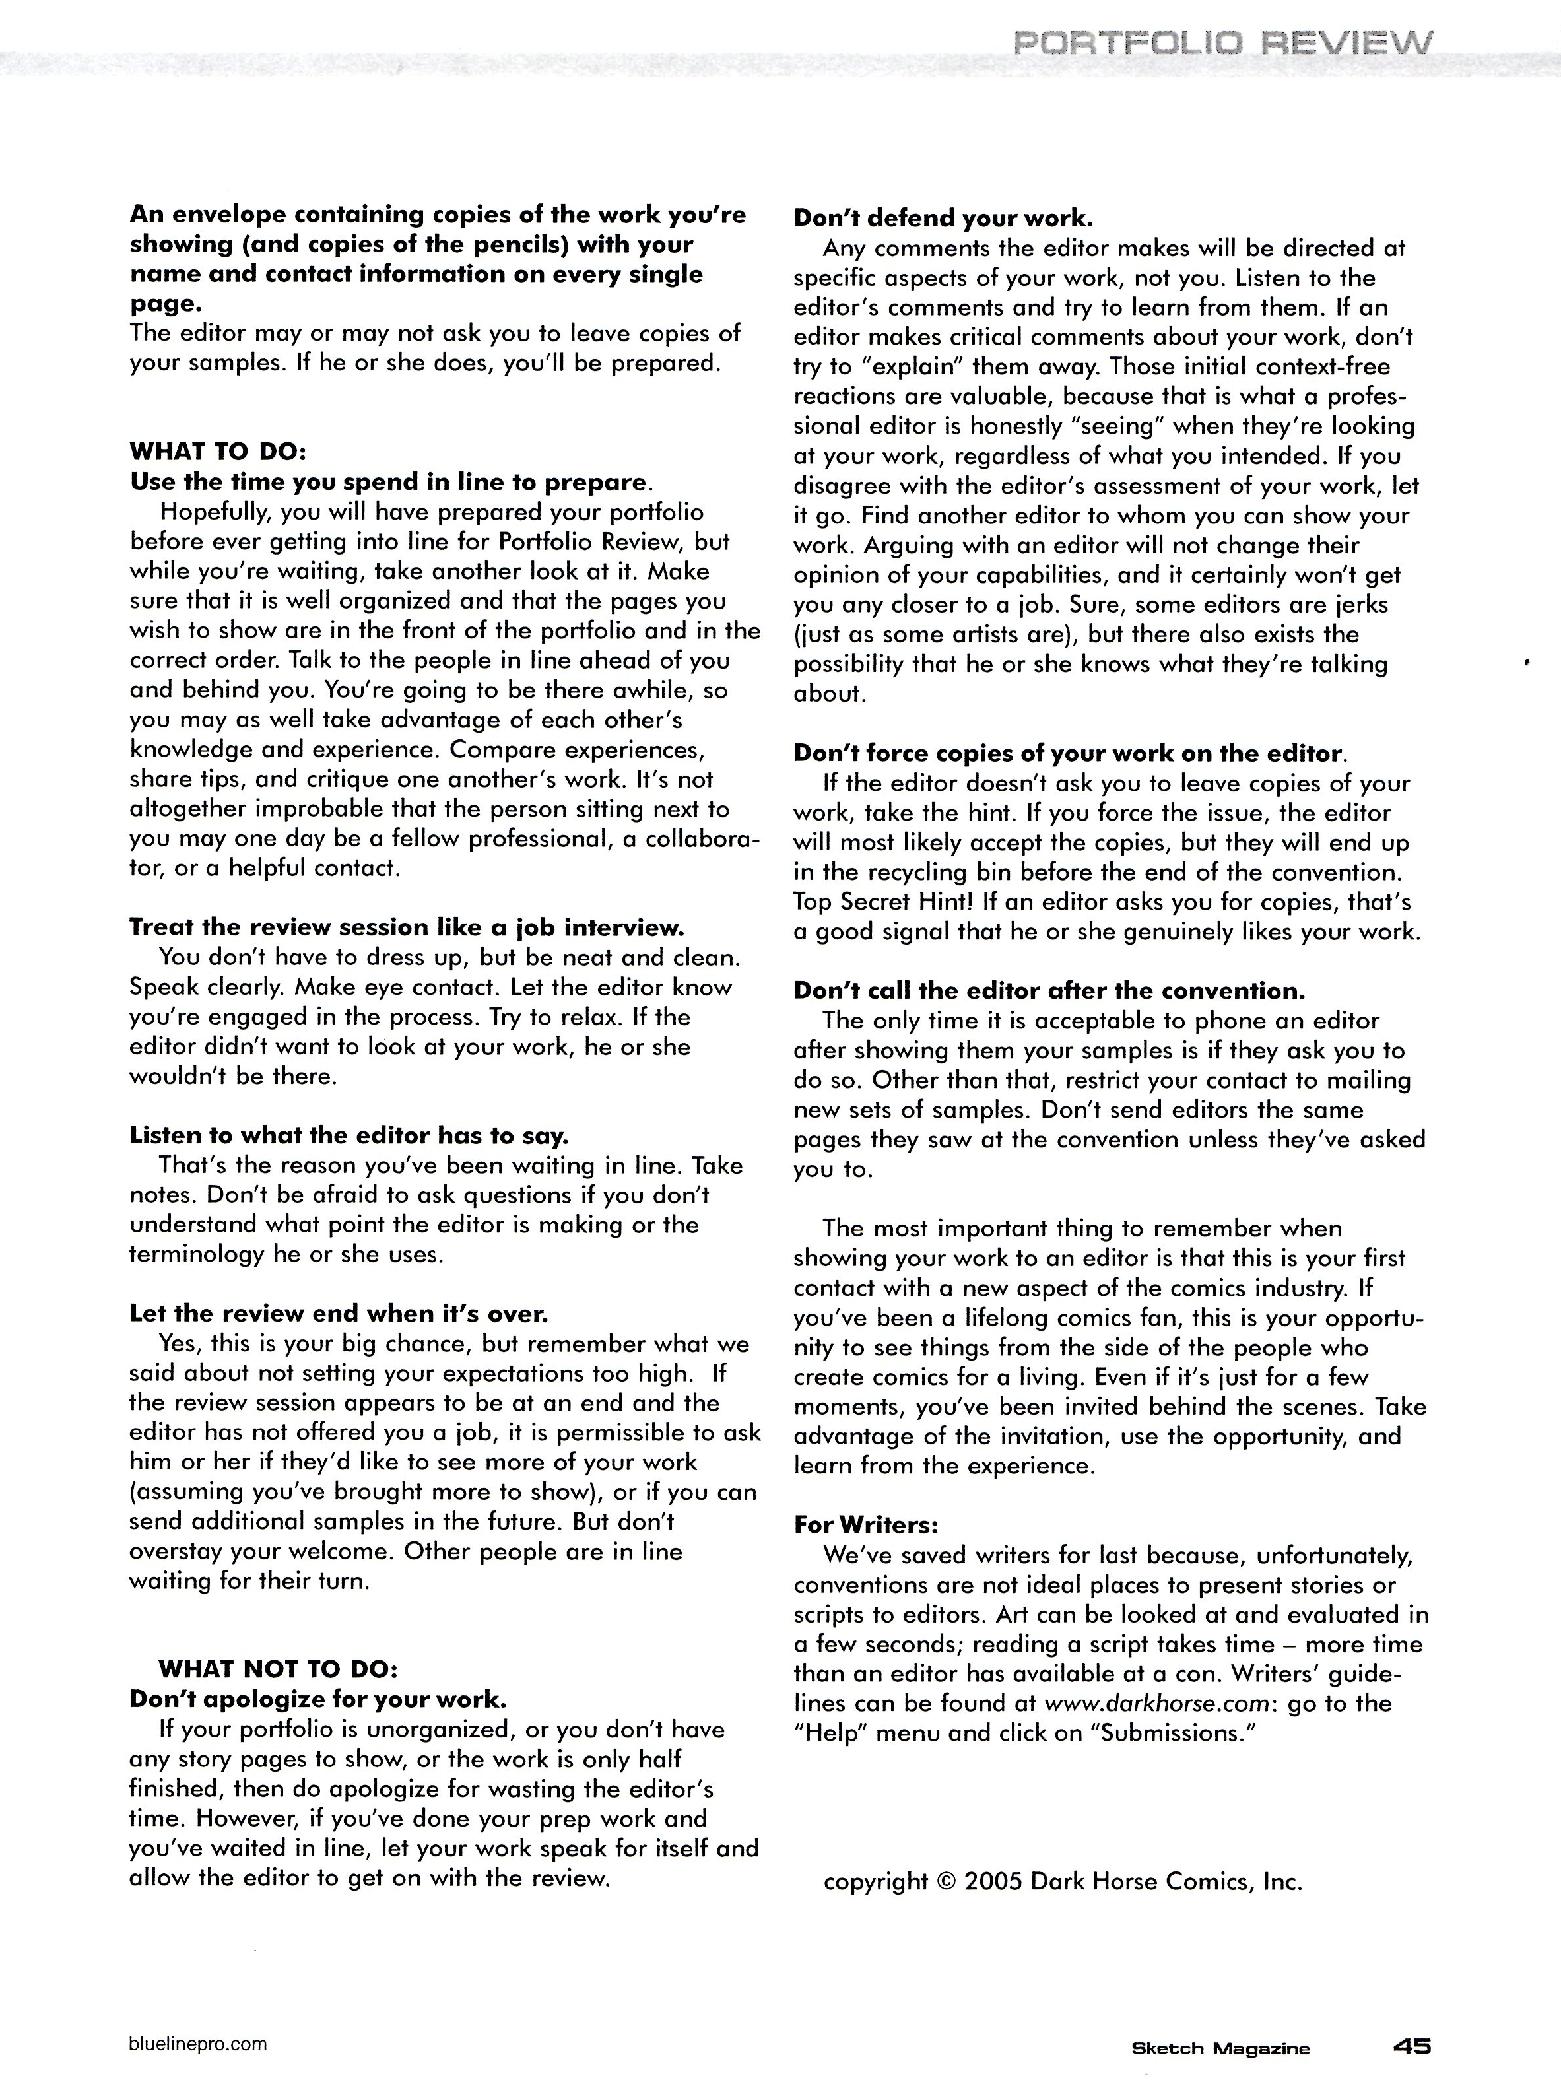 PORTFOLIO REVIEW
An envelope containing copies of the work you're
showing (and copies of the pencils) with your
name and contact information on every single
page.
The editor may or may not ask you to leave copies of
your samples. If he or she does, you'll be prepared.
WHAT TO DO:
Use the time you spend in line to prepare.
Hopefully, you will have prepared your portfolio
before ever getting into line for Portfolio Review, but
while you're waiting, take another look at it. Make
sure that it is well organized and that the pages you
wish to show are in the front of the portfolio and in the
correct order. Talk to the people in line ahead of you
and behind you. You're going to be there awhile, so
you may as well take advantage of each other's
knowledge and experience. Compare experiences,
share tips, and critique one another's work. It's not
altogether improbable that the person sitting next to
you may one day be a fellow professional, a collabora-
tor, or a helpful contact.
Treat the review session like a job interview.
You don't have to dress up, but be neat and clean.
Speak clearly. Make eye contact. Let the editor know
you're engaged in the process. Try to relax. If the
editor didn't want to look at your work, he or she
wouldn't be there.
Listen to what the editor has to say.
That's the reason you've been waiting in line. Take
notes. Don't be afraid to ask questions if you don't
understand what point the editor is making or the
terminology he or she uses.
Let the review end when it's over.
Yes, this is your big chance, but remember what we
said about not setting your expectations too high.  If
the review session appears to be at an end and the
editor has not offered you a job, it is permissible to ask
him or her if they'd like to see more of your work
(assuming you've brought more to show), or if you can
send additional samples in the future. But don't
overstay your welcome. Other people are in line
waiting for their turn.
WHAT NOT TO DO:
Don't apologize for your work.
If your portfolio is unorganized, or you don't have
any story pages to show, or the work is only half
finished, then do apologize for wasting the editor's
time. However, if you've done your prep work and
you've waited in line, let your work speak for itself and
allow the editor to get on with the review.
Don't defend your work.
Any comments the editor makes will be directed at
specific aspects of your work, not you. Listen to the
editor's comments and try to learn from them. If an
editor makes critical comments about your work, don't
try to "explain" them away. Those initial context-free
reactions are valuable, because that is what a profes-
sional editor is honestly "seeing" when they're looking
at your work, regardless of what you intended. If you
disagree with the editor's assessment of your work, let
it go. Find another editor to whom you can show your
work. Arguing with an editor will not change their
opinion of your capabilities, and it certainly won't get
you any closer to a job. Sure, some editors are jerks
(just as some artists are), but there also exists the
possibility that he or she knows what they're talking
about.
Don't force copies of your work on the editor.
If the editor doesn't ask you to leave copies of your
work, take the hint. If you force the issue, the editor
will most likely accept the copies, but they will end up
in the recycling bin before the end of the convention.
Top Secret Hint! If an editor asks you for copies, that's
a good signal that he or she genuinely likes your work.
Don't call the editor after the convention.
The only time it is acceptable to phone an editor
after showing them your samples is if they ask you to
do so. Other than that, restrict your contact to mailing
new sets of samples. Don't send editors the same
pages they saw at the convention unless they've asked
you to.
The most important thing to remember when
showing your work to an editor is that this is your first
contact with a new aspect of the comics industry. If
you've been a lifelong comics fan, this is your opportu-
nity to see things from the side of the people who
create comics for a living. Even if it's just for a few
moments, you've been invited behind the scenes. Take
advantage of the invitation, use the opportunity, and
learn from the experience.
For Writers:
We've saved writers for last because, unfortunately,
conventions are not ideal places to present stories or
scripts to editors. Art can be looked at and evaluated in
a few seconds; reading a script takes time – more time
than an editor has available at a con. Writers' guide-
lines can be found at www.darkhorse.com: go to the
"Help" menu and click on "Submissions."
copyright © 2005 Dark Horse Comics, Inc.
bluelinepro.com
Sketch Magazine 45